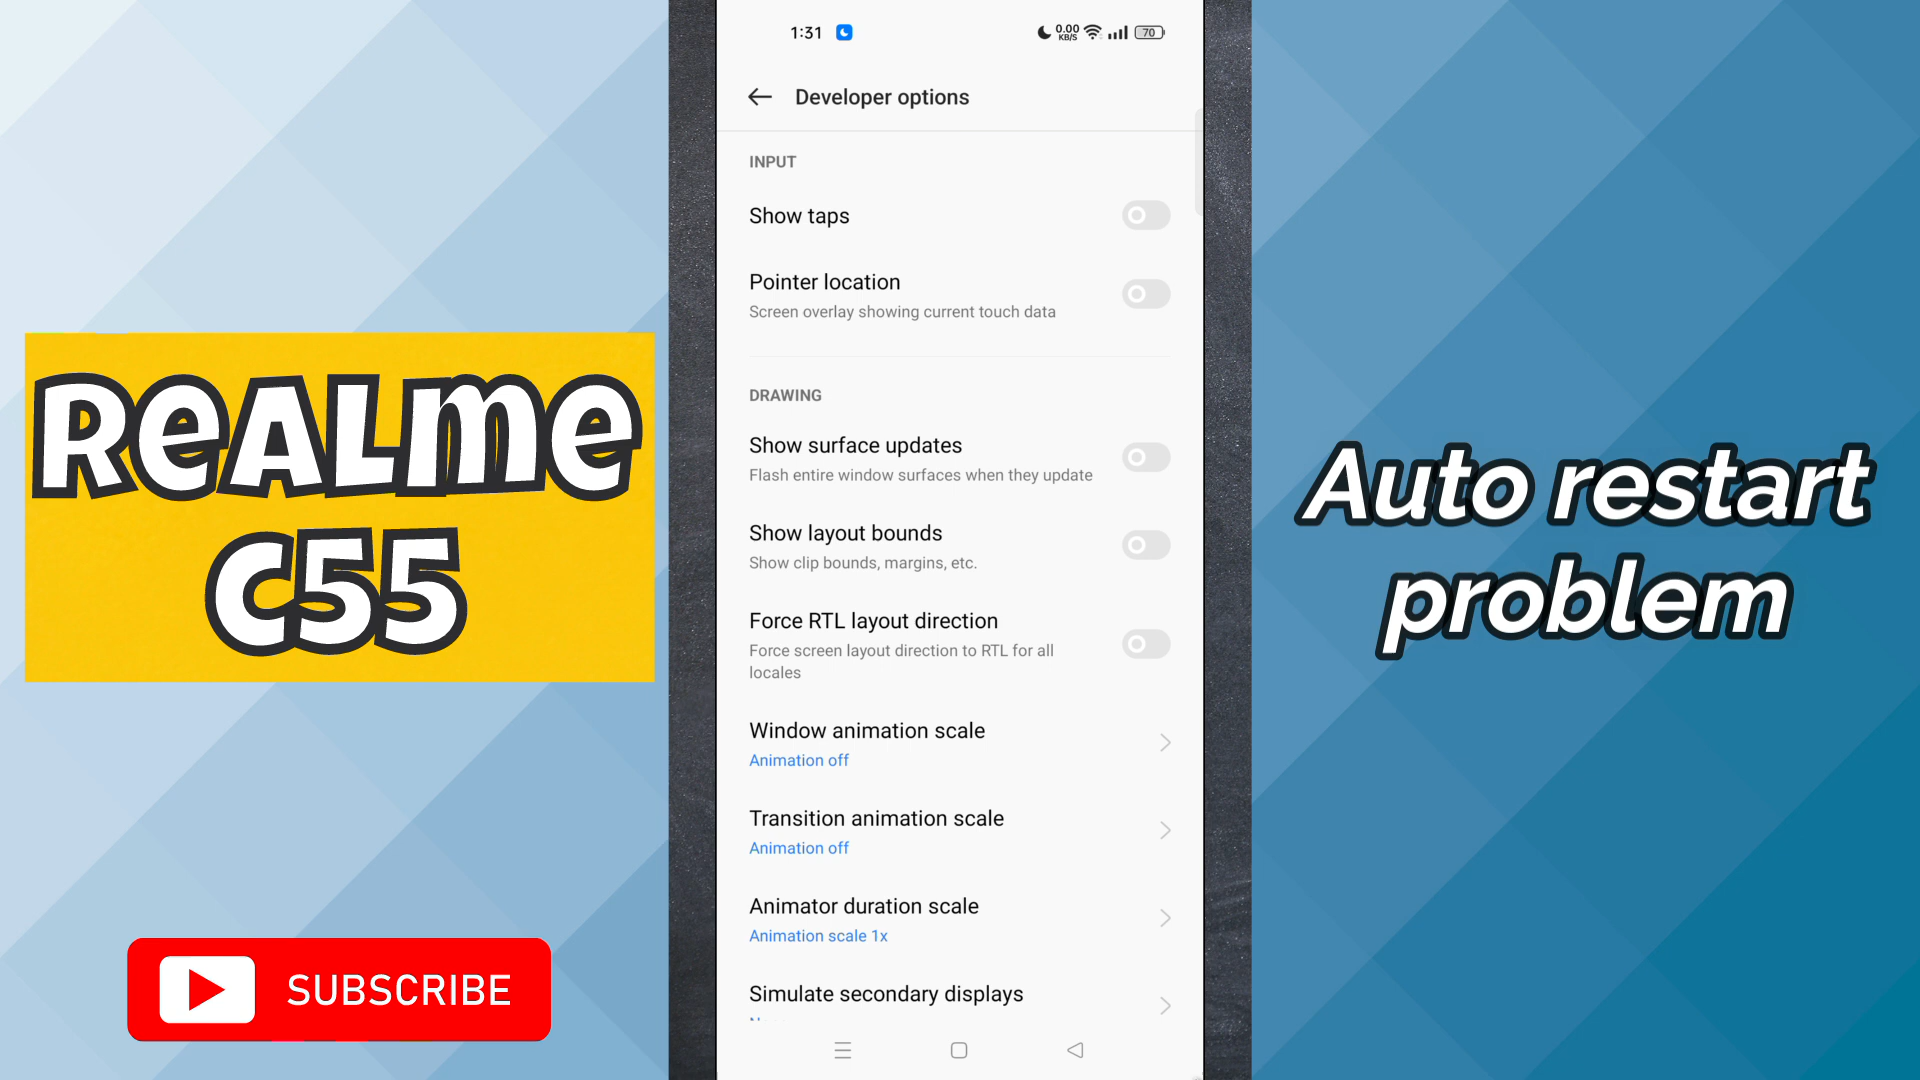 1:31
0.00
KB/S
70
Developer options
INPUT
Show taps
Pointer location
Screen overlay showing current touch data
DRAWING
Show surface updates
Flash entire window surfaces when they update
Show layout bounds
Show clip bounds, margins, etc.
Force RTL layout direction
Force screen layout direction to RTL for all
locales
Window animation scale
Animation off
Transition animation scale
Animation off
Animator duration scale
Animation scale 1x
Simulate secondary displays
Realme
C55
SUBSCRIBE
Auto restart
problem